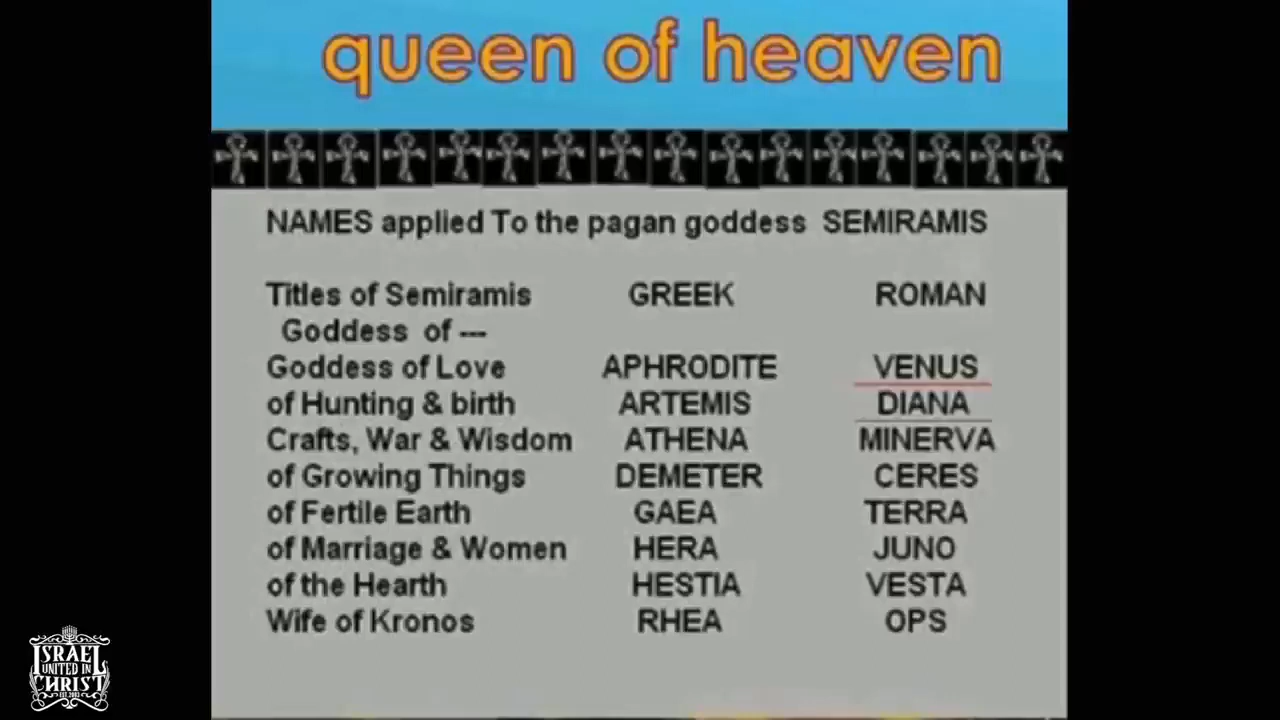 queen of heaven
NAMES applied To the pagan goddess SEMIRAMIS
Titles of Semiramis GREEK ROMAN
Goddess of ---
Goddess of Love APHRODITE VENUS
of Hunting & birth ARTEMIS DIANA
Crafts, War & Wisdom ATHENA MINERVA
of Growing Things DEMETER CERES
of Fertile Earth GAEA TERRA
of Marriage & Women HERA JUNO
of the Hearth HESTIA VESTA
Wife of Kronos RHEA OPS
ISRAEL
UNITED IN
CHRIST
EST. 2003